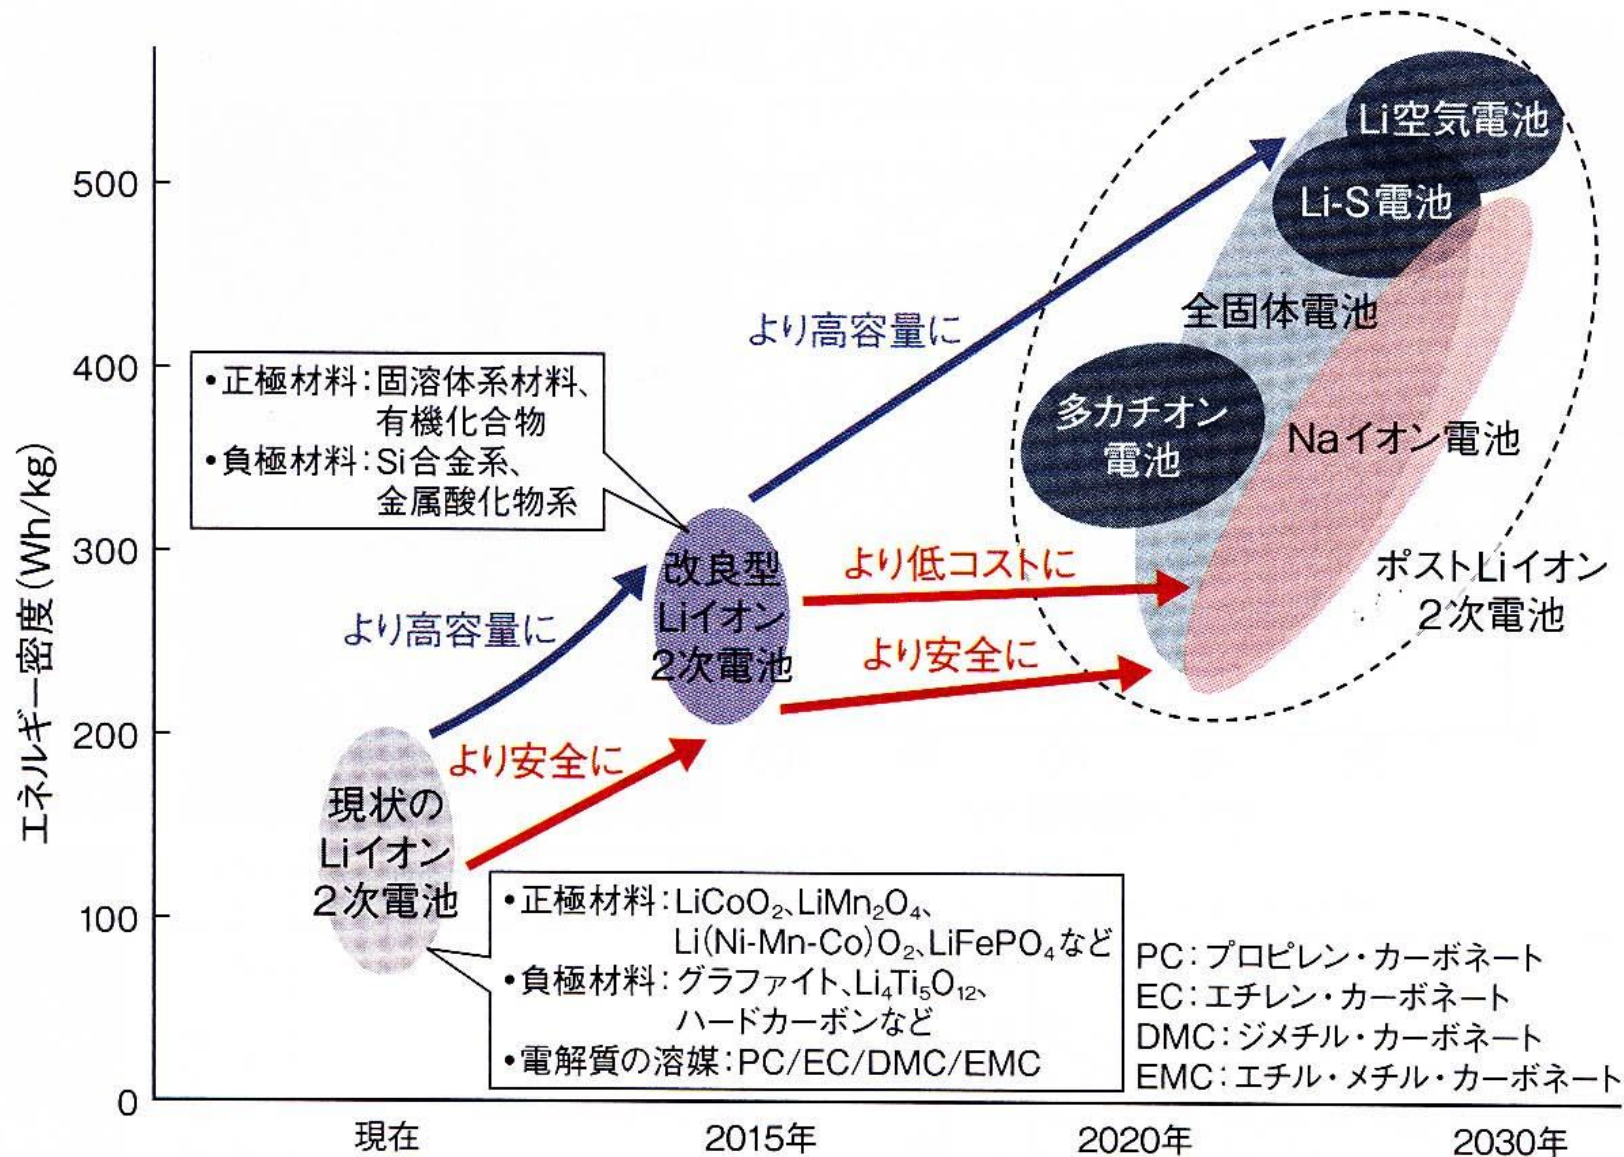 エネルギー密度(Wh/kg)
500
400
300
200
100
0
現在
2015年
2020年
2030年
Li空気電池
Li-S電池
全固体電池
多カチオン
電池
Naイオン電池
ポストLiイオン
2次電池
より高容量に
•正極材料:固溶体系材料、
有機化合物
•負極材料:Si合金系、
金属酸化物系
改良型
Liイオン
2次電池
より低コストに
より安全に
より高容量に
より安全に
現状の
Liイオン
2次電池
•正極材料:LiCoO₂、LiMn₂O₄、
Li(Ni-Mn-Co)O₂、LiFePO₄など
•負極材料:グラファイト、Li₄Ti₅O₁₂、
ハードカーボンなど
•電解質の溶媒:PC/EC/DMC/EMC
PC:プロピレン・カーボネート
EC:エチレン・カーボネート
DMC:ジメチル・カーボネート
EMC:エチル・メチル・カーボネート